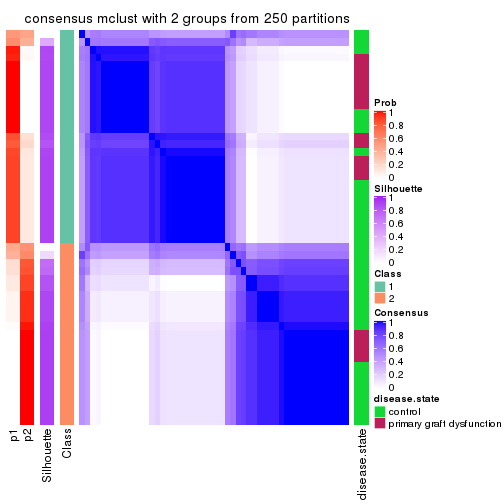 consensus mclust with 2 groups from 250 partitions
Prob
1
0.8
0.6
0.4
0.2
0
Silhouette
1
0.8
0.6
0.4
0.2
0
Class
1
2
Consensus
1
0.8
0.6
0.4
0.2
0
disease.state
control
primary graft dysfunction
p1
p2
Silhouette
Class
disease.state